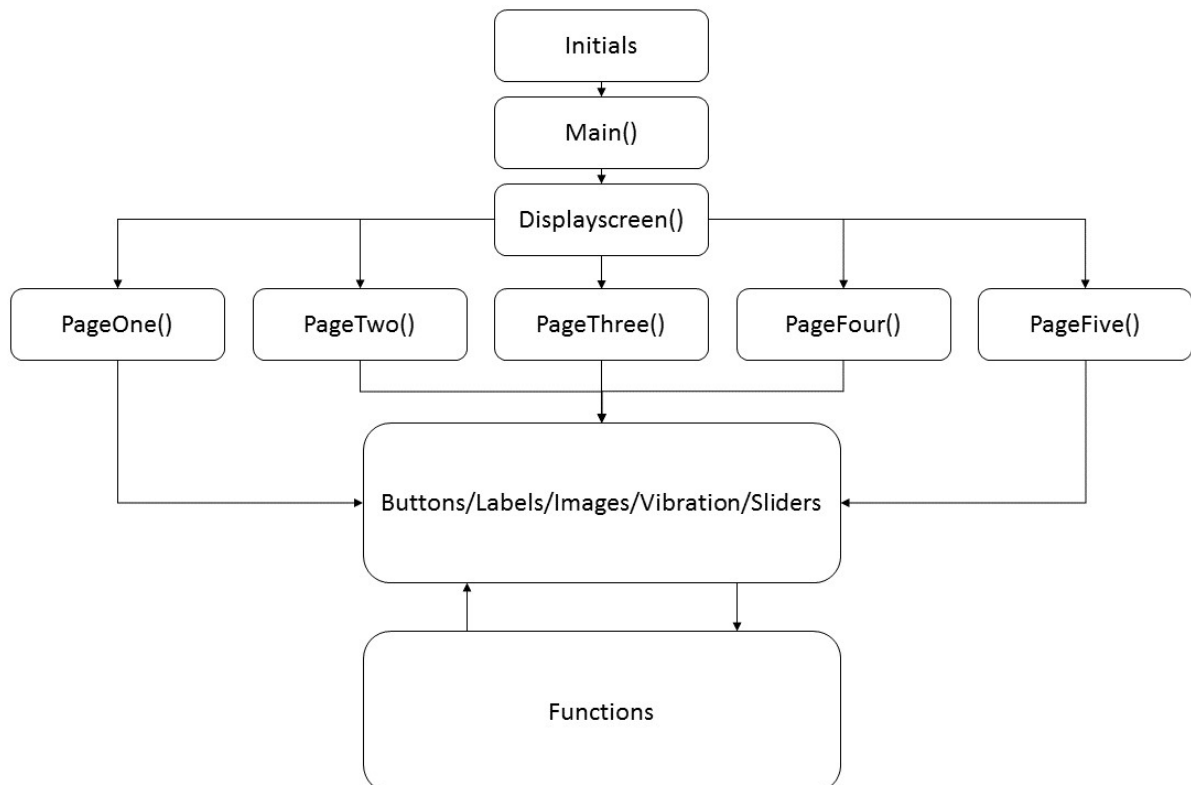 Initials
Main()
Displayscreen()
PageOne()
PageTwo()
PageThree()
PageFour()
PageFive()
Buttons/Labels/Images/Vibration/Sliders
Functions